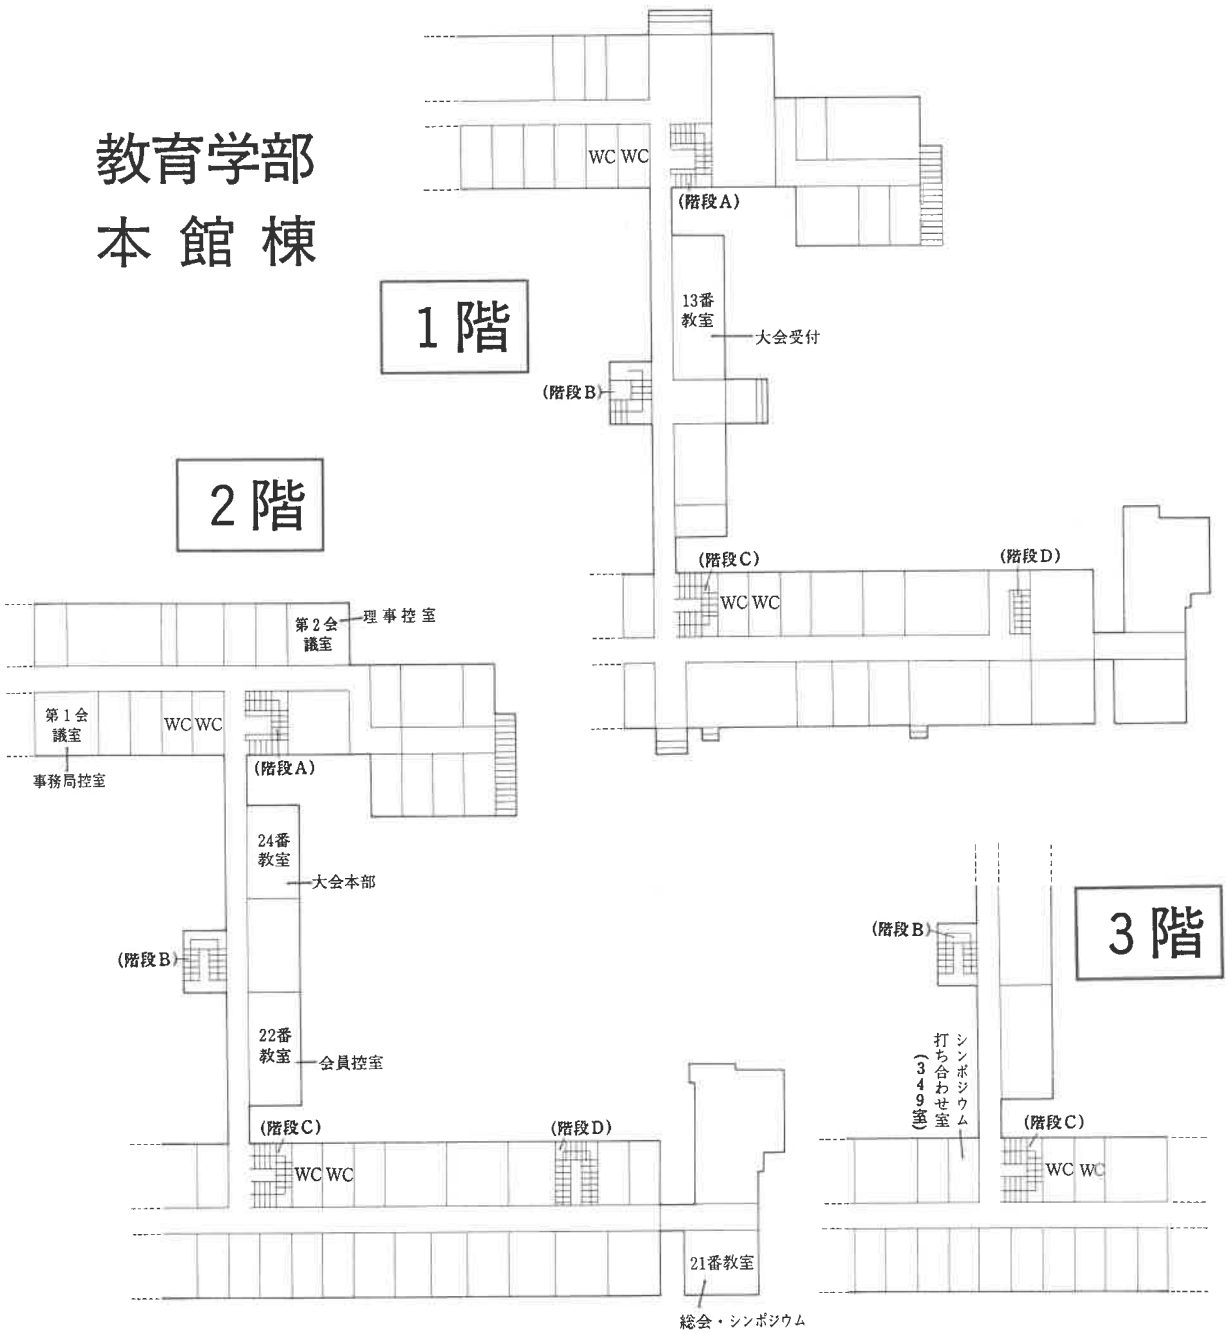 教育学部
本館棟
1階
WC WC
(階段A)
13番
教室
大会受付
(階段B)
(階段C)
(階段D)
WC WC
2階
第2会
議室
理事控室
第1会
議室
WC WC
事務局控室
(階段A)
24番
教室
大会本部
(階段B)
22番
教室
会員控室
(階段C)
(階段D)
WC WC
21番教室
総会・シンポジウム
3階
(階段B)
シンポジウム
打ち合わせ室
(349室)
(階段C)
WC WC